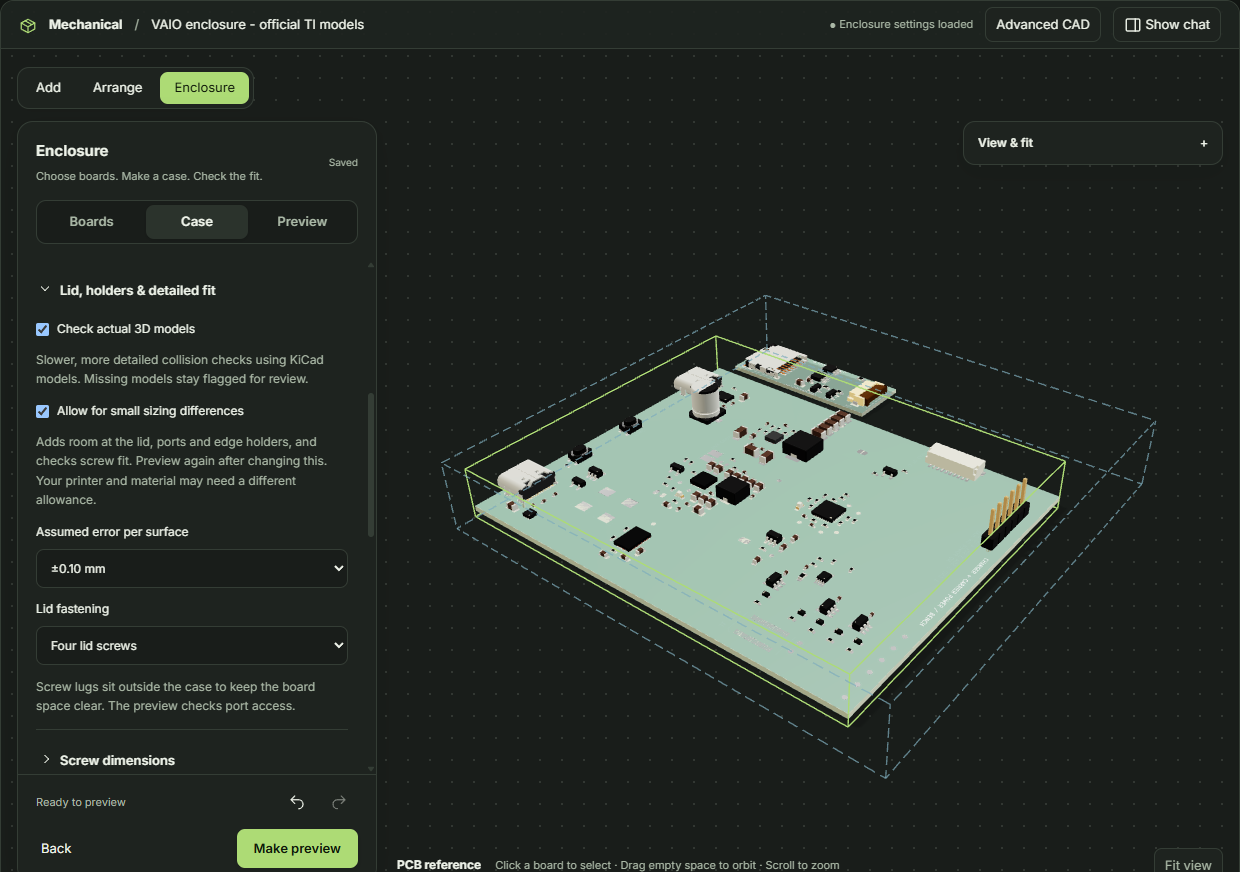 Mechanical / VAIO enclosure - official TI models
Enclosure settings loaded
Advanced CAD
Show chat
Add
Arrange
Enclosure
Enclosure
Saved
Choose boards. Make a case. Check the fit.
Boards
Case
Preview
View & fit
+
Lid, holders & detailed fit
Check actual 3D models
Slower, more detailed collision checks using KiCad
models. Missing models stay flagged for review.
Allow for small sizing differences
Adds room at the lid, ports and edge holders, and
checks screw fit. Preview again after changing this.
Your printer and material may need a different
allowance.
Assumed error per surface
±0.10 mm
Lid fastening
Four lid screws
Screw lugs sit outside the case to keep the board
space clear. The preview checks port access.
Screw dimensions
Ready to preview
Back
Make preview
PCB reference
Click a board to select · Drag empty space to orbit · Scroll to zoom
Fit view